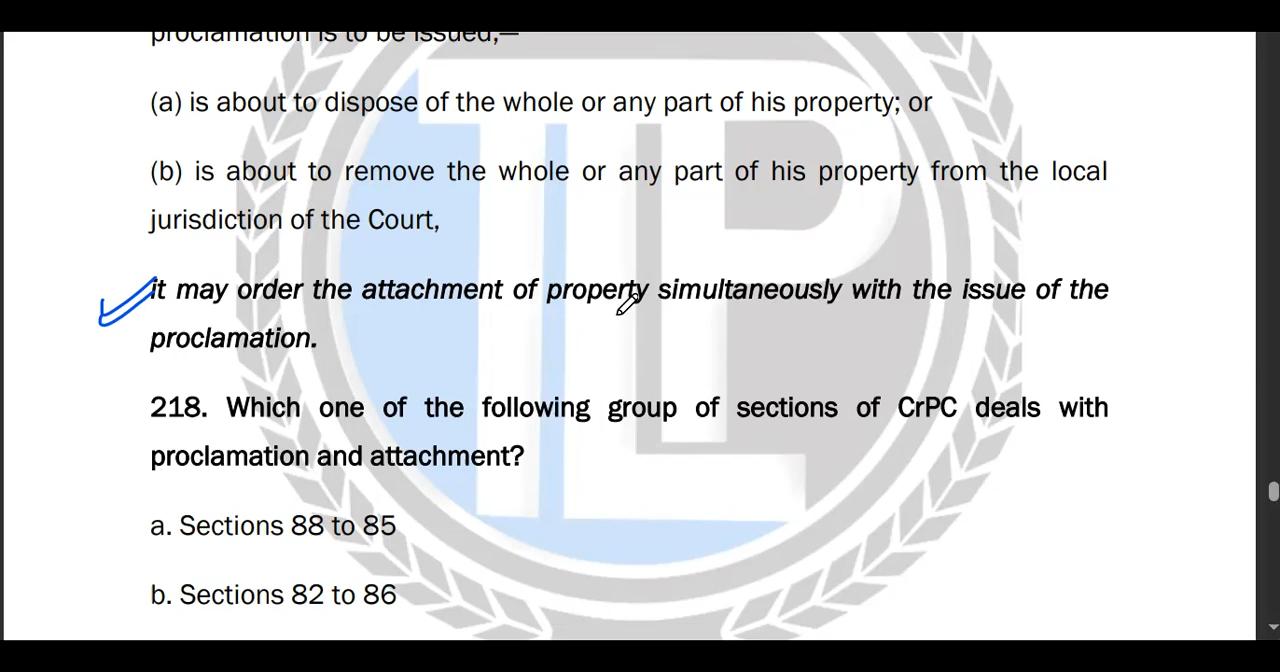 proclamation is to be issued,—
(a) is about to dispose of the whole or any part of his property; or
(b) is about to remove the whole or any part of his property from the local
jurisdiction of the Court,
it may order the attachment of property simultaneously with the issue of the
proclamation.
218. Which one of the following group of sections of CrPC deals with
proclamation and attachment?
a. Sections 88 to 85
b. Sections 82 to 86